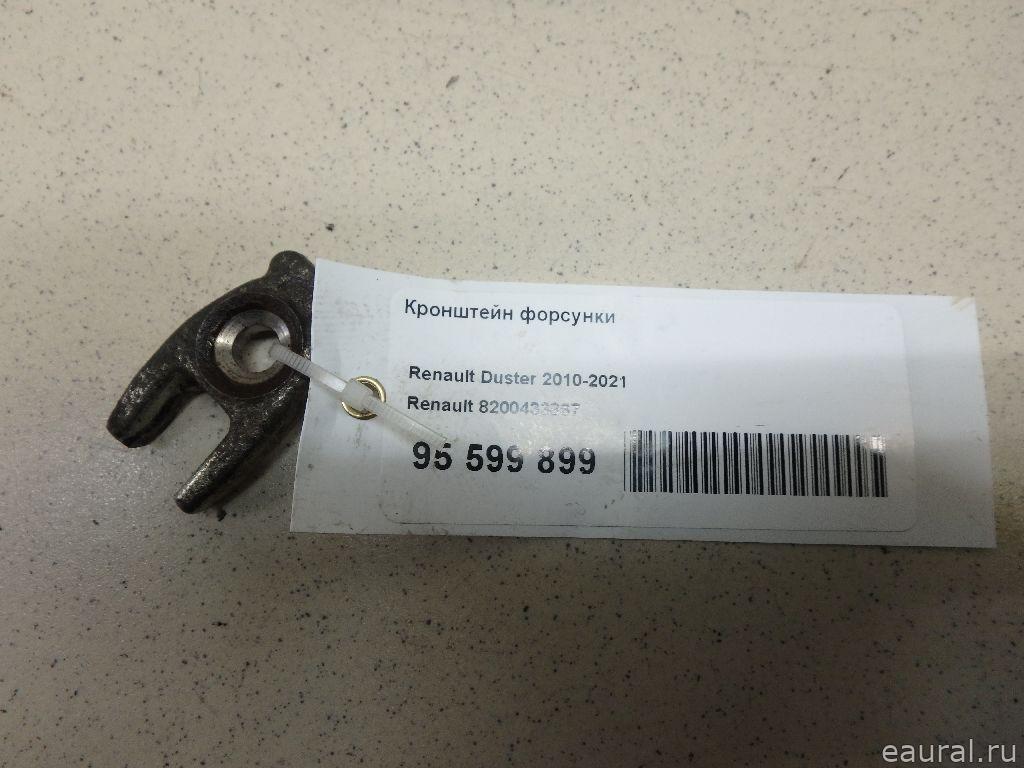 Кронштейн форсунки
Renault Duster 2010-2021
Renault
95 599 899
eaural.ru